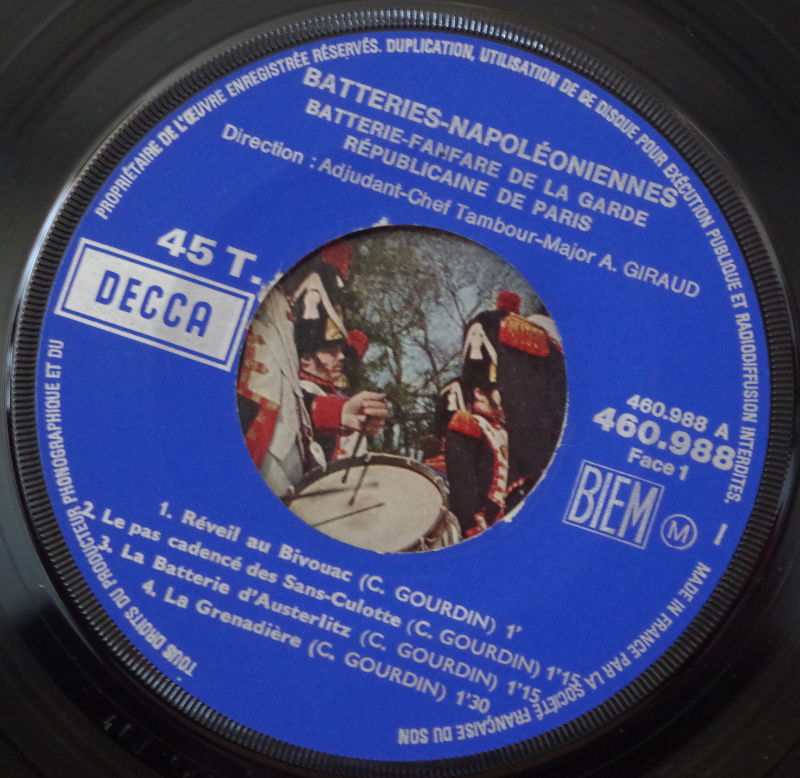 PROPRIÉTAIRE DE L'ŒUVRE ENREGISTRÉE RÉSERVÉS. DUPLICATION, UTILISATION DE CE DISQUE POUR EXÉCUTION PUBLIQUE ET RADIODIFFUSION INTERDITES.
BATTERIES-NAPOLÉONIENNES
BATTERIE-FANFARE DE LA GARDE
RÉPUBLICAINE DE PARIS
Direction : Adjudant-Chef Tambour-Major A. GIRAUD
45 T.
DECCA
460.988 A
460.988
Face 1
BIEM
M
I
1. Réveil au Bivouac (C. GOURDIN) 1'
2. Le pas cadencé des Sans-Culotte (C. GOURDIN) 1'15
3. La Batterie d'Austerlitz (C. GOURDIN) 1'15
4. La Grenadière (C. GOURDIN) 1'30
TOUS DROITS DU PRODUCTEUR PHONOGRAPHIQUE ET DU
MADE IN FRANCE PAR LA SOCIÉTÉ FRANÇAISE DU SON